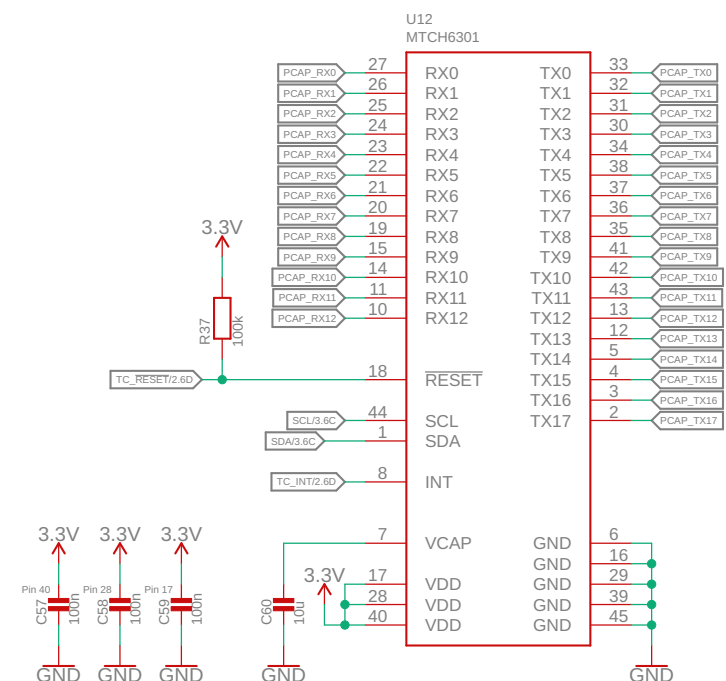 U12
MTCH6301
PCAP_RX0 27 RX0 TX0 33 PCAP_TX0
PCAP_RX1 26 RX1 TX1 32 PCAP_TX1
PCAP_RX2 25 RX2 TX2 31 PCAP_TX2
PCAP_RX3 24 RX3 TX3 30 PCAP_TX3
PCAP_RX4 23 RX4 TX4 34 PCAP_TX4
PCAP_RX5 22 RX5 TX5 38 PCAP_TX5
PCAP_RX6 21 RX6 TX6 37 PCAP_TX6
PCAP_RX7 20 RX7 TX7 36 PCAP_TX7
PCAP_RX8 19 RX8 TX8 35 PCAP_TX8
PCAP_RX9 15 RX9 TX9 41 PCAP_TX9
PCAP_RX10 14 RX10 TX10 42 PCAP_TX10
PCAP_RX11 11 RX11 TX11 43 PCAP_TX11
PCAP_RX12 10 RX12 TX12 13 PCAP_TX12
TX13 12 PCAP_TX13
TX14 5 PCAP_TX14
TC_RESET/2.6D 18 RESET TX15 4 PCAP_TX15
TX16 3 PCAP_TX16
SCL/3.6C 44 SCL TX17 2 PCAP_TX17
SDA/3.6C 1 SDA
TC_INT/2.6D 8 INT
3.3V
R37
100k
7 VCAP GND 6
GND 16
17 VDD GND 29
28 VDD GND 39
40 VDD GND 45
3.3V 3.3V 3.3V
3.3V
Pin 40 Pin 28 Pin 17
C57 100n C58 100n C59 100n C60 10u
GND GND GND GND GND